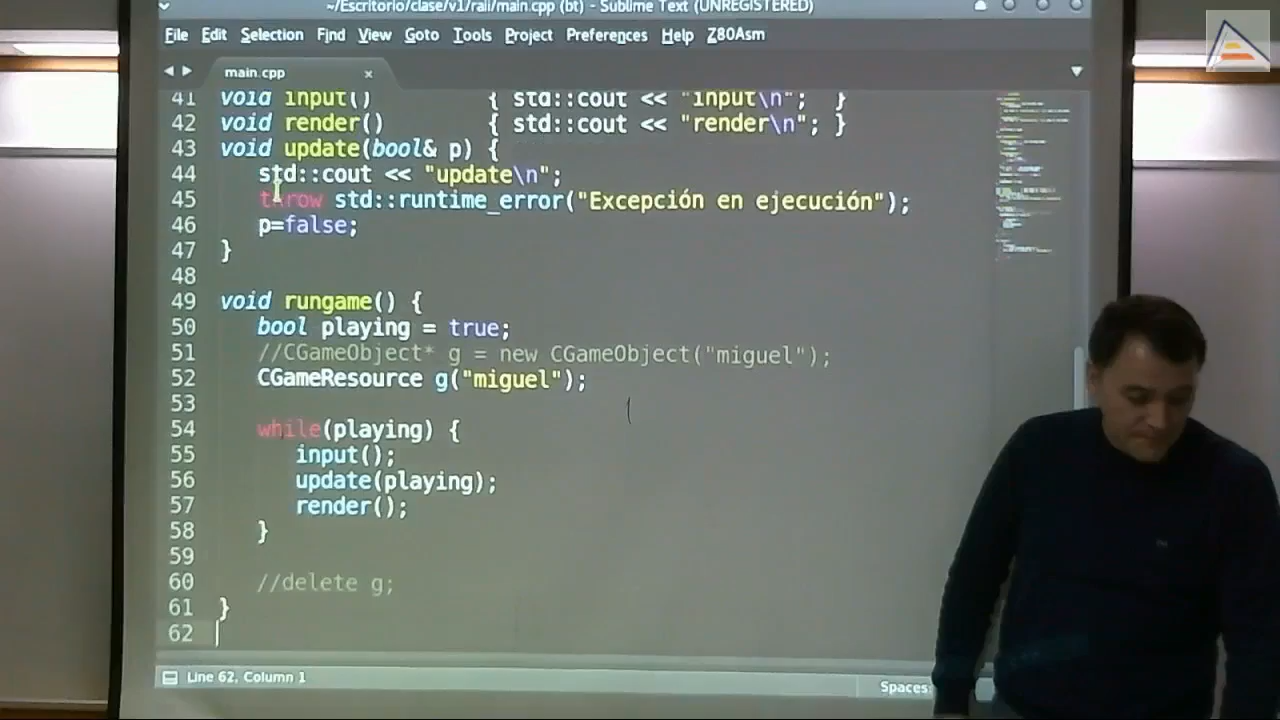 ~/Escritorio/clase/v1/raii/main.cpp (bt) - Sublime Text (UNREGISTERED)
File Edit Selection Find View Goto Tools Project Preferences Help Z80Asm
main.cpp ×
41 void input() { std::cout << "input\n"; }
42 void render() { std::cout << "render\n"; }
43 void update(bool& p) {
44 std::cout << "update\n";
45 throw std::runtime_error("Excepción en ejecución");
46 p=false;
47 }
48
49 void rungame() {
50 bool playing = true;
51 //CGameObject* g = new CGameObject("miguel");
52 CGameResource g("miguel");
53
54 while(playing) {
55 input();
56 update(playing);
57 render();
58 }
59
60 //delete g;
61 }
62
Line 62, Column 1
Spaces